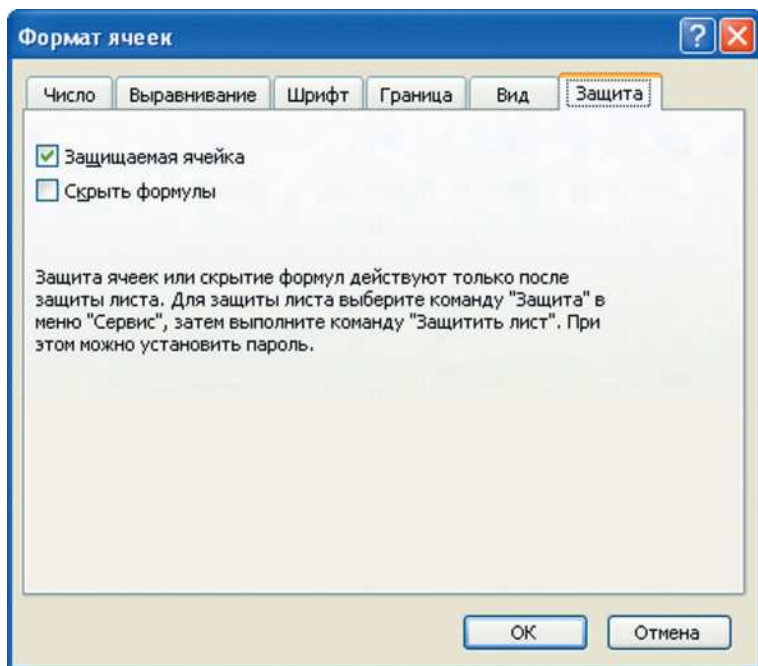 Формат ячеек
Число Выравнивание Шрифт Граница Вид Защита
Защищаемая ячейка
Скрыть формулы
Защита ячеек или скрытие формул действуют только после
защиты листа. Для защиты листа выберите команду "Защита" в
меню "Сервис", затем выполните команду "Защитить лист". При
этом можно установить пароль.
ОК Отмена